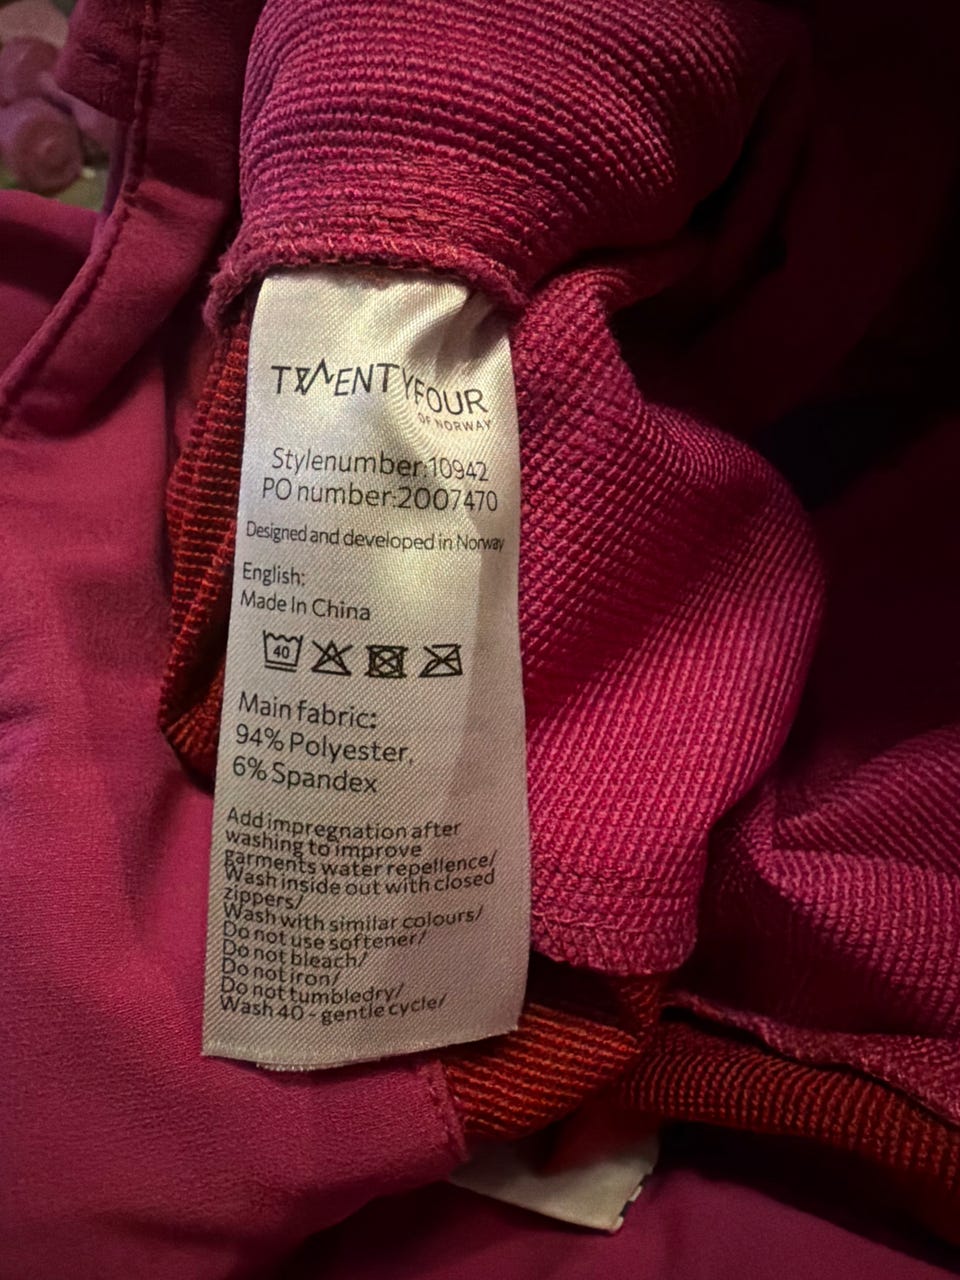 TWENTYFOUR
OF NORWAY
Stylenumber:10942
PO number:2007470
Designed and developed in Norway
English:
Made In China
40
Main fabric:
94% Polyester,
6% Spandex
Add impregnation after
washing to improve
garments water repellence/
Wash inside out with closed
zippers/
Wash with similar colours/
Do not use softener/
Do not bleach/
Do not iron/
Do not tumbledry/
Wash 40 - gentle cycle/